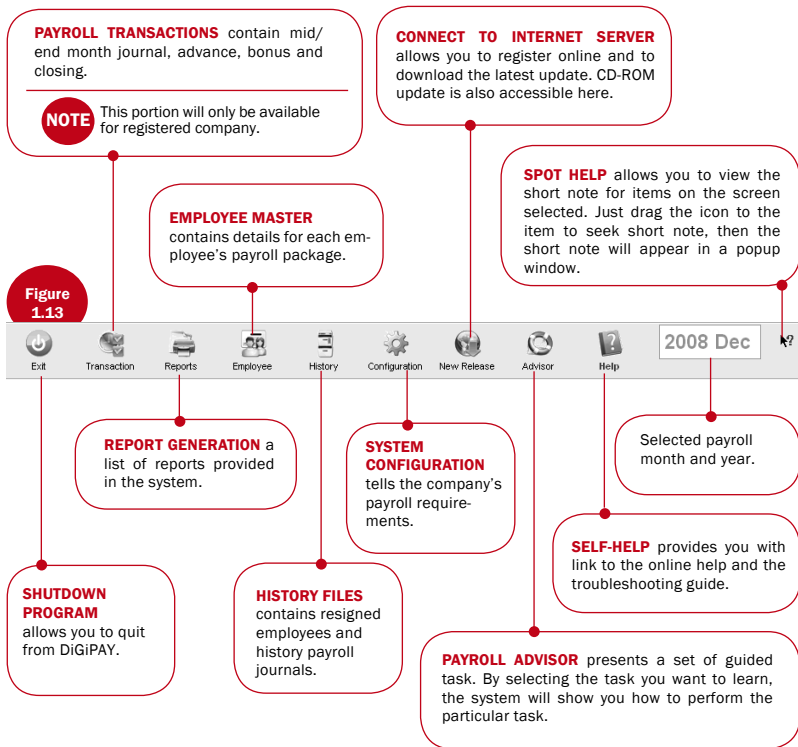 PAYROLL TRANSACTIONS contain mid/
end month journal, advance, bonus and
closing.
NOTE
This portion will only be available
for registered company.
CONNECT TO INTERNET SERVER
allows you to register online and to
download the latest update. CD-ROM
update is also accessible here.
SPOT HELP allows you to view the
short note for items on the screen
selected. Just drag the icon to the
item to seek short note, then the
short note will appear in a popup
window.
EMPLOYEE MASTER
contains details for each em-
ployee's payroll package.
Figure
1.13
Exit
Transaction
Reports
Employee
History
Configuration
New Release
Advisor
Help
2008 Dec
REPORT GENERATION a
list of reports provided
in the system.
SYSTEM
CONFIGURATION
tells the company's
payroll require-
ments.
Selected payroll
month and year.
SELF-HELP provides you with
link to the online help and the
troubleshooting guide.
SHUTDOWN
PROGRAM
allows you to quit
from DiGiPAY.
HISTORY FILES
contains resigned
employees and
history payroll
journals.
PAYROLL ADVISOR presents a set of guided
task. By selecting the task you want to learn,
the system will show you how to perform the
particular task.